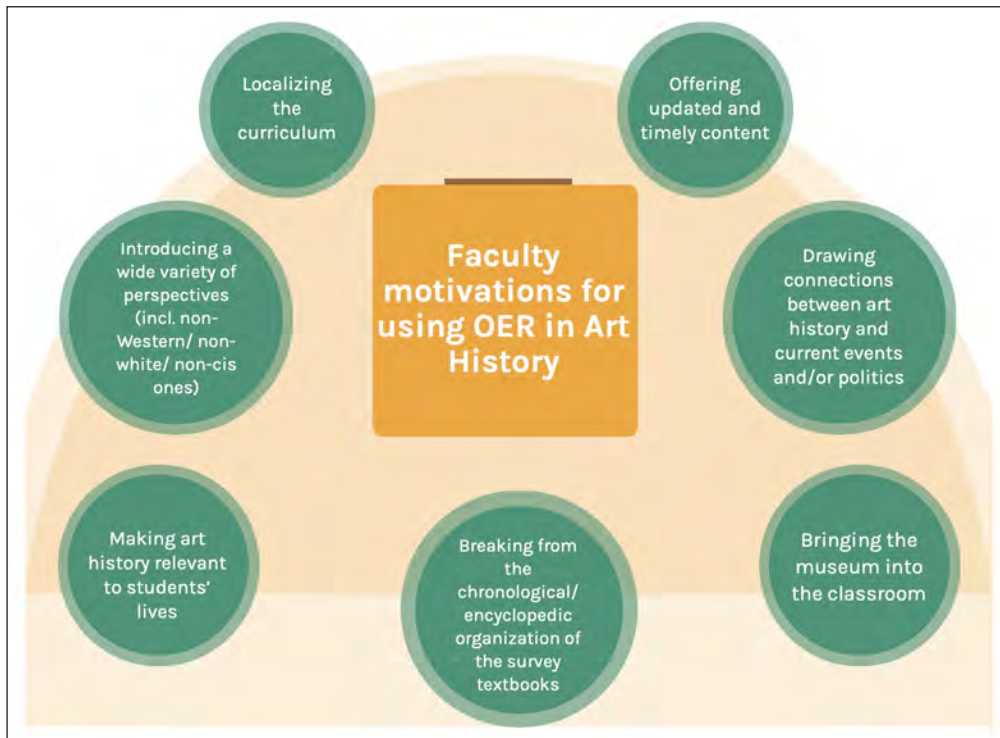 Localizing
the
curriculum
Offering
updated and
timely content
Faculty
motivations for
using OER in Art
History
Introducing a
wide variety of
perspectives
(incl. non-
Western/ non-
white/ non-cis
ones)
Drawing
connections
between art
history and
current events
and/or politics
Making art
history relevant
to students’
lives
Breaking from
the
chronological/
encyclopedic
organization of
the survey
textbooks
Bringing the
museum into
the classroom